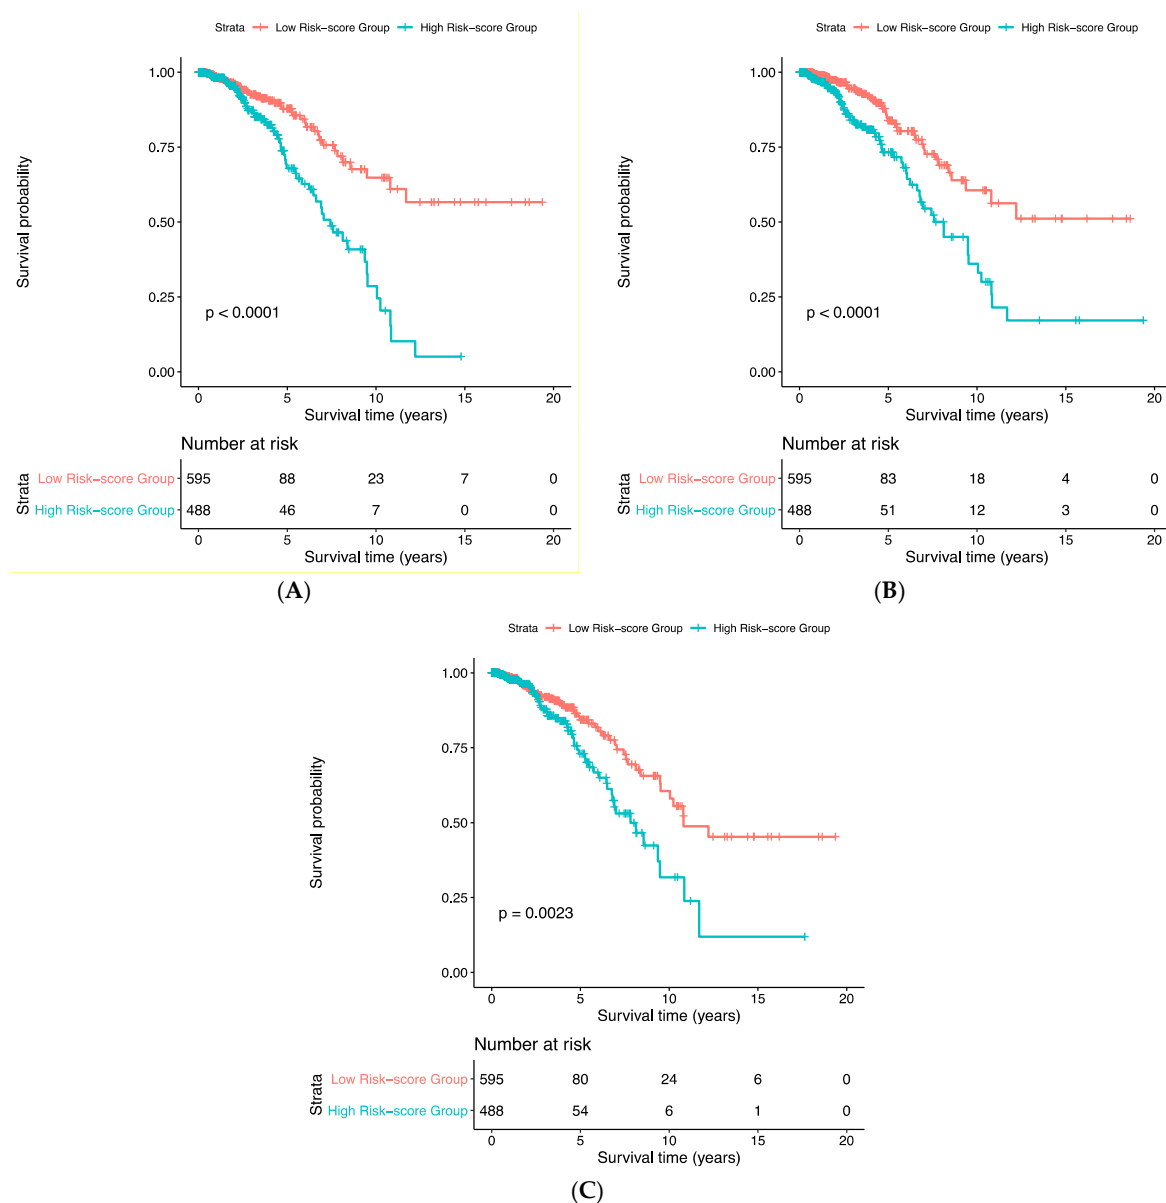 Strata Low Risk−score Group High Risk−score Group
Survival probability
1.00
0.75
0.50
0.25
0.00
p < 0.0001
0 5 10 15 20
Survival time (years)
Number at risk
Strata
Low Risk−score Group 595 88 23 7 0
High Risk−score Group 488 46 7 0 0
0 5 10 15 20
Survival time (years)
(A)
Strata Low Risk−score Group High Risk−score Group
Survival probability
1.00
0.75
0.50
0.25
0.00
p < 0.0001
0 5 10 15 20
Survival time (years)
Number at risk
Strata
Low Risk−score Group 595 83 18 4 0
High Risk−score Group 488 51 12 3 0
0 5 10 15 20
Survival time (years)
(B)
Strata Low Risk−score Group High Risk−score Group
Survival probability
1.00
0.75
0.50
0.25
0.00
p = 0.0023
0 5 10 15 20
Survival time (years)
Number at risk
Strata
Low Risk−score Group 595 80 24 6 0
High Risk−score Group 488 54 6 1 0
0 5 10 15 20
Survival time (years)
(C)